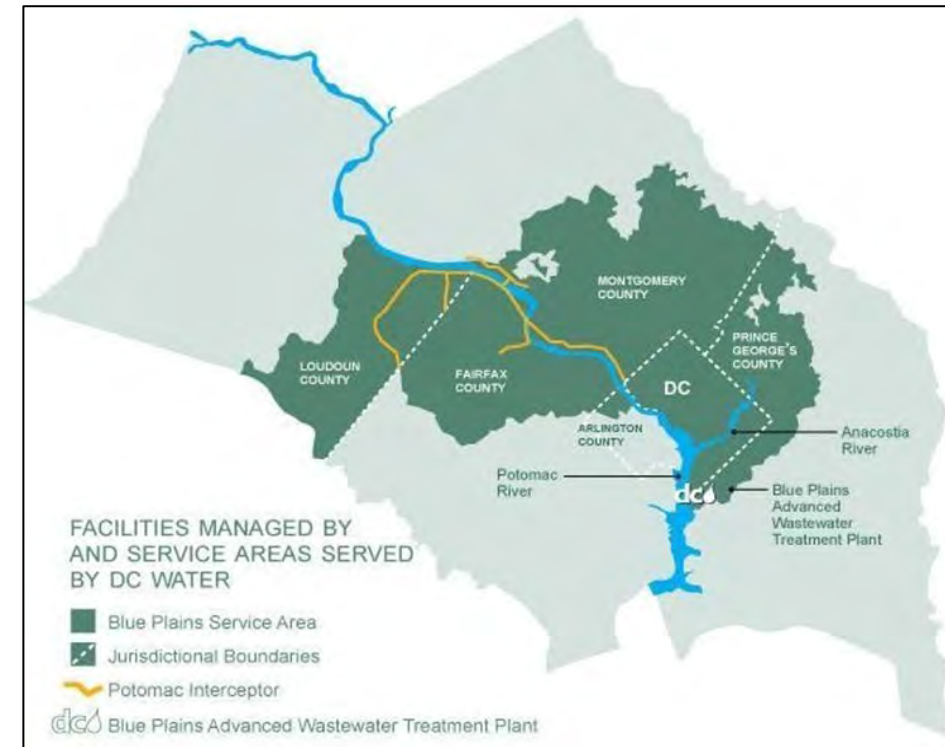 MONTGOMERY
COUNTY
PRINCE
GEORGE'S
COUNTY
LOUDOUN
COUNTY
FAIRFAX
COUNTY
DC
ARLINGTON
COUNTY
Anacostia
River
Potomac
River
dc
Blue Plains
Advanced
Wastewater
Treatment Plant
FACILITIES MANAGED BY
AND SERVICE AREAS SERVED
BY DC WATER
Blue Plains Service Area
Jurisdictional Boundaries
Potomac Interceptor
dc Blue Plains Advanced Wastewater Treatment Plant